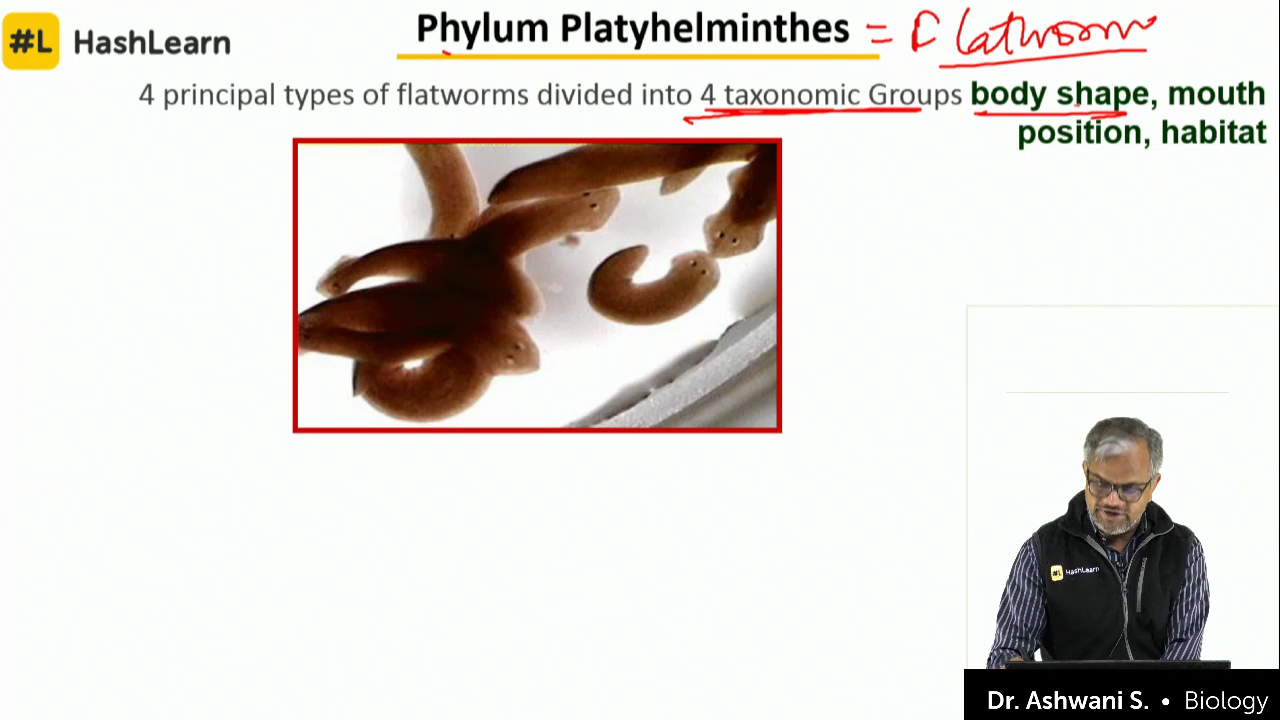 #L HashLearn
Phylum Platyhelminthes = Flatworm
4 principal types of flatworms divided into 4 taxonomic Groups body shape, mouth
position, habitat
#L HashLearn
Dr. Ashwani S. • Biology